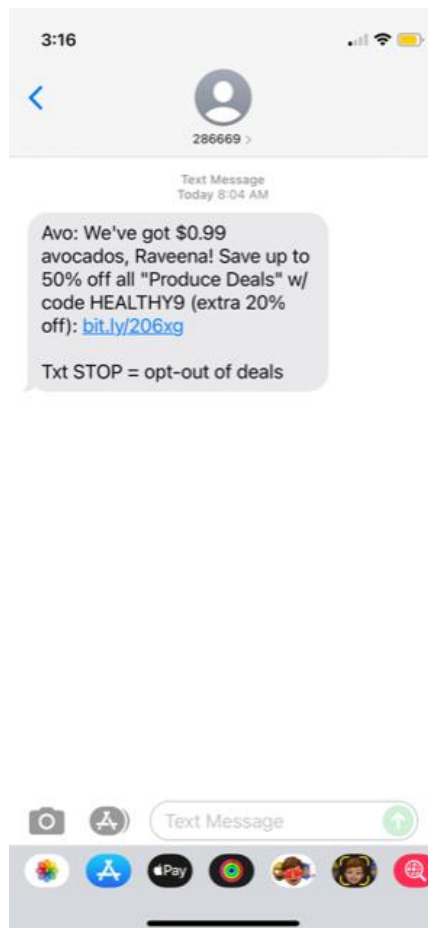 3:16
286669 >
Text Message
Today 8:04 AM
Avo: We've got $0.99
avocados, Raveena! Save up to
50% off all "Produce Deals" w/
code HEALTHY9 (extra 20%
off): bit.ly/206xg
Txt STOP = opt-out of deals
Text Message
Pay